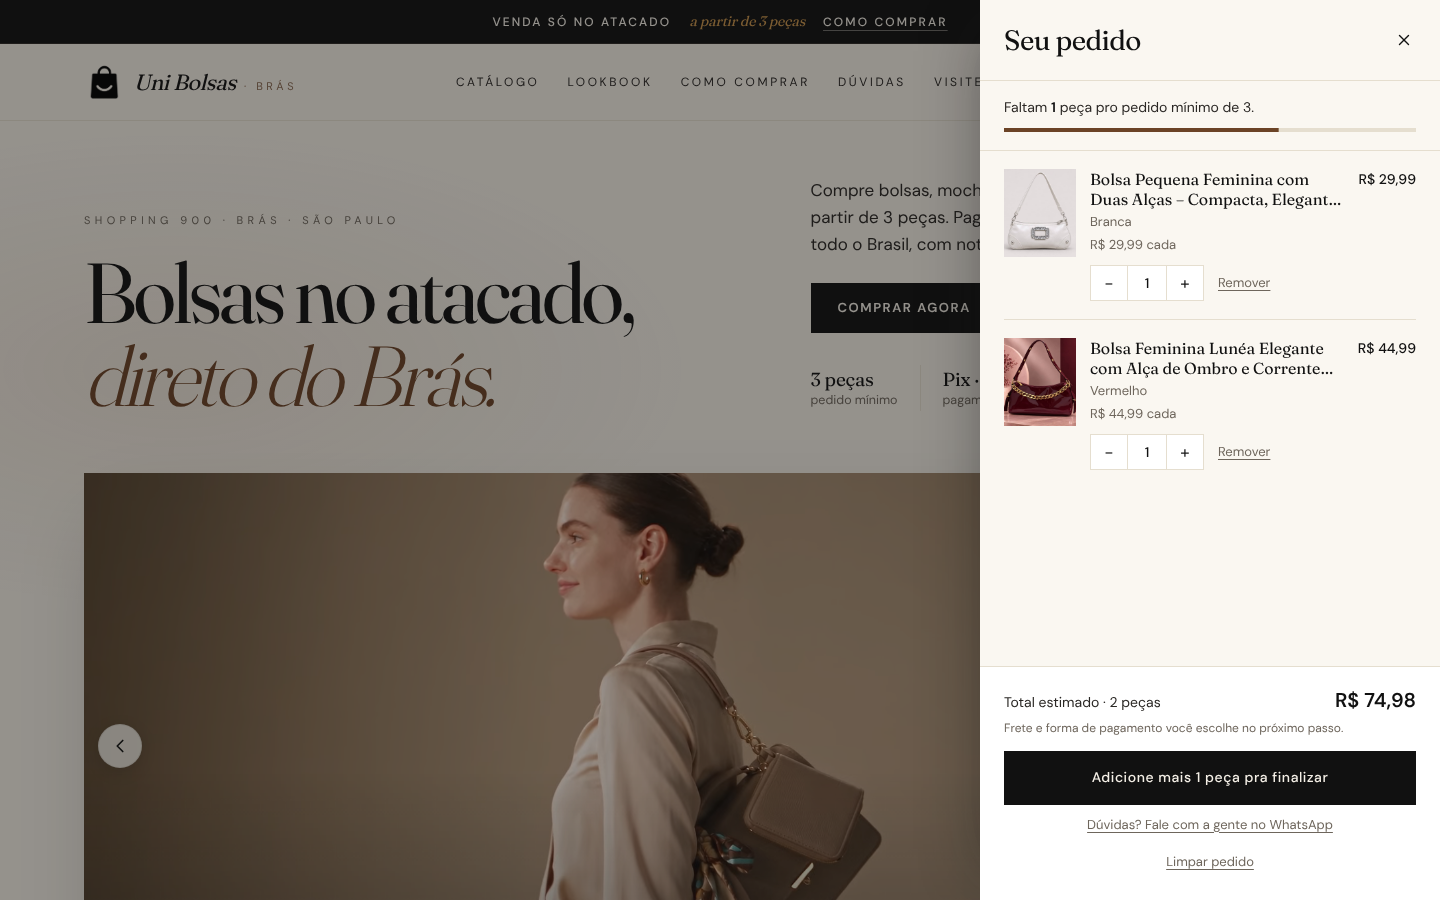 VENDA SÓ NO ATACADO a partir de 3 peças COMO COMPRAR
Uni Bolsas · BRÁS
CATÁLOGO LOOKBOOK COMO COMPRAR DÚVIDAS VISITE
SHOPPING 900 · BRÁS · SÃO PAULO
Bolsas no atacado,
direto do Brás.
Compre bolsas, moch
partir de 3 peças. Pag
todo o Brasil, com not
COMPRAR AGORA
3 peças
pedido mínimo
Pix ·
pagam
Seu pedido
Faltam 1 peça pro pedido mínimo de 3.
Bolsa Pequena Feminina com
Duas Alças – Compacta, Elegant...
R$ 29,99
Branca
R$ 29,99 cada
− 1 + Remover
Bolsa Feminina Lunéa Elegante
com Alça de Ombro e Corrente...
R$ 44,99
Vermelho
R$ 44,99 cada
− 1 + Remover
Total estimado · 2 peças R$ 74,98
Frete e forma de pagamento você escolhe no próximo passo.
Adicione mais 1 peça pra finalizar
Dúvidas? Fale com a gente no WhatsApp
Limpar pedido